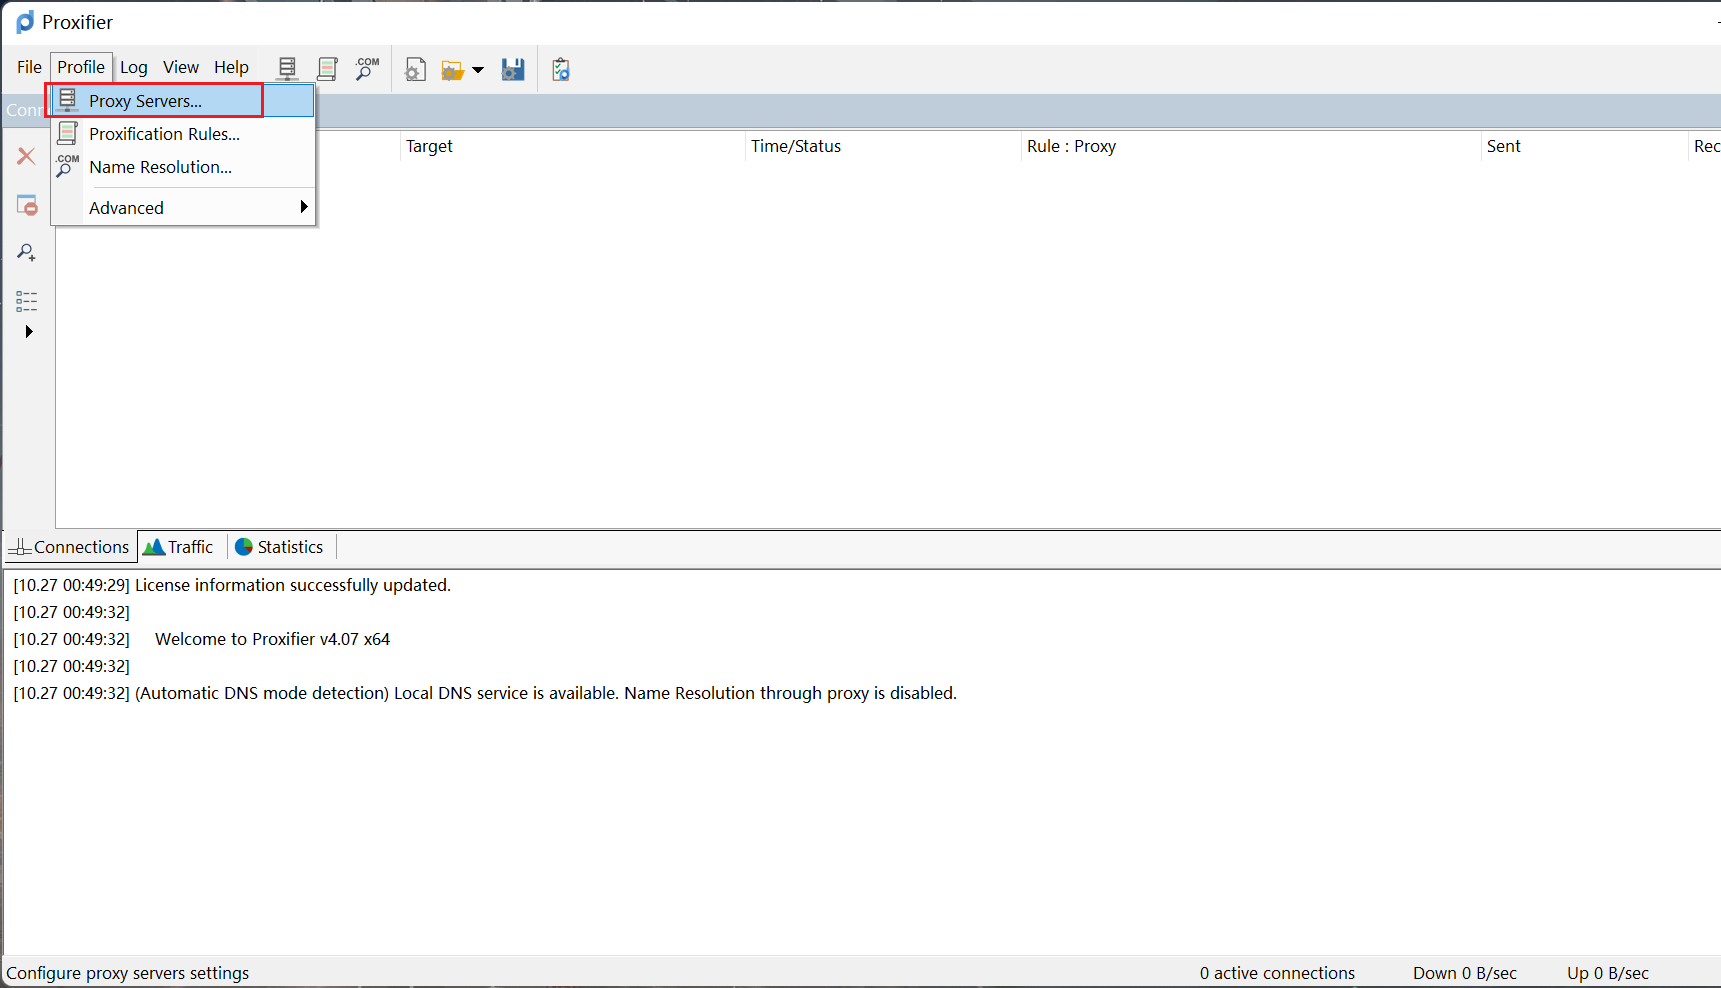 Proxifier
File Profile Log View Help .COM
Proxy Servers...
Proxification Rules...
.COM Name Resolution...
Advanced
Target Time/Status Rule : Proxy Sent Rec
Connections Traffic Statistics
[10.27 00:49:29] License information successfully updated.
[10.27 00:49:32]
[10.27 00:49:32] Welcome to Proxifier v4.07 x64
[10.27 00:49:32]
[10.27 00:49:32] (Automatic DNS mode detection) Local DNS service is available. Name Resolution through proxy is disabled.
Configure proxy servers settings 0 active connections Down 0 B/sec Up 0 B/sec